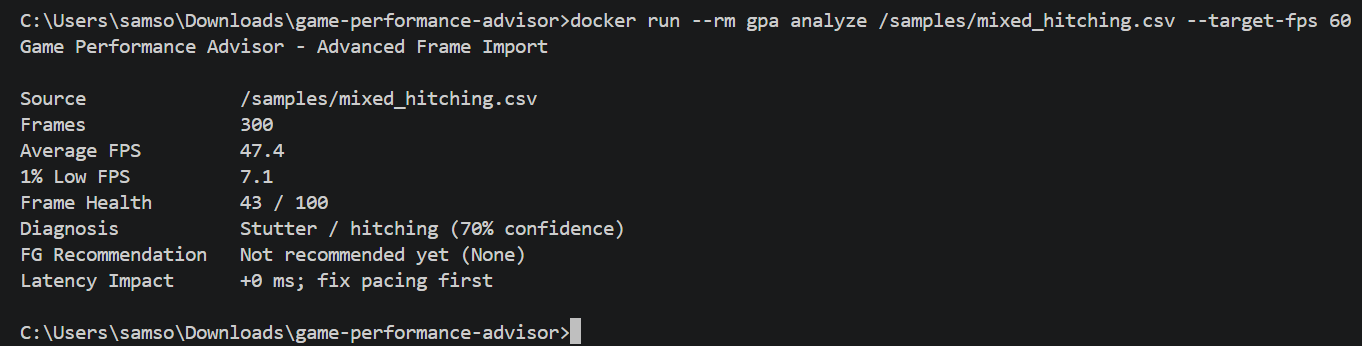 C:\Users\samso\Downloads\game-performance-advisor>docker run --rm gpa analyze /samples/mixed_hitching.csv --target-fps 60
Game Performance Advisor - Advanced Frame Import
Source /samples/mixed_hitching.csv
Frames 300
Average FPS 47.4
1% Low FPS 7.1
Frame Health 43 / 100
Diagnosis Stutter / hitching (70% confidence)
FG Recommendation Not recommended yet (None)
Latency Impact +0 ms; fix pacing first
C:\Users\samso\Downloads\game-performance-advisor>